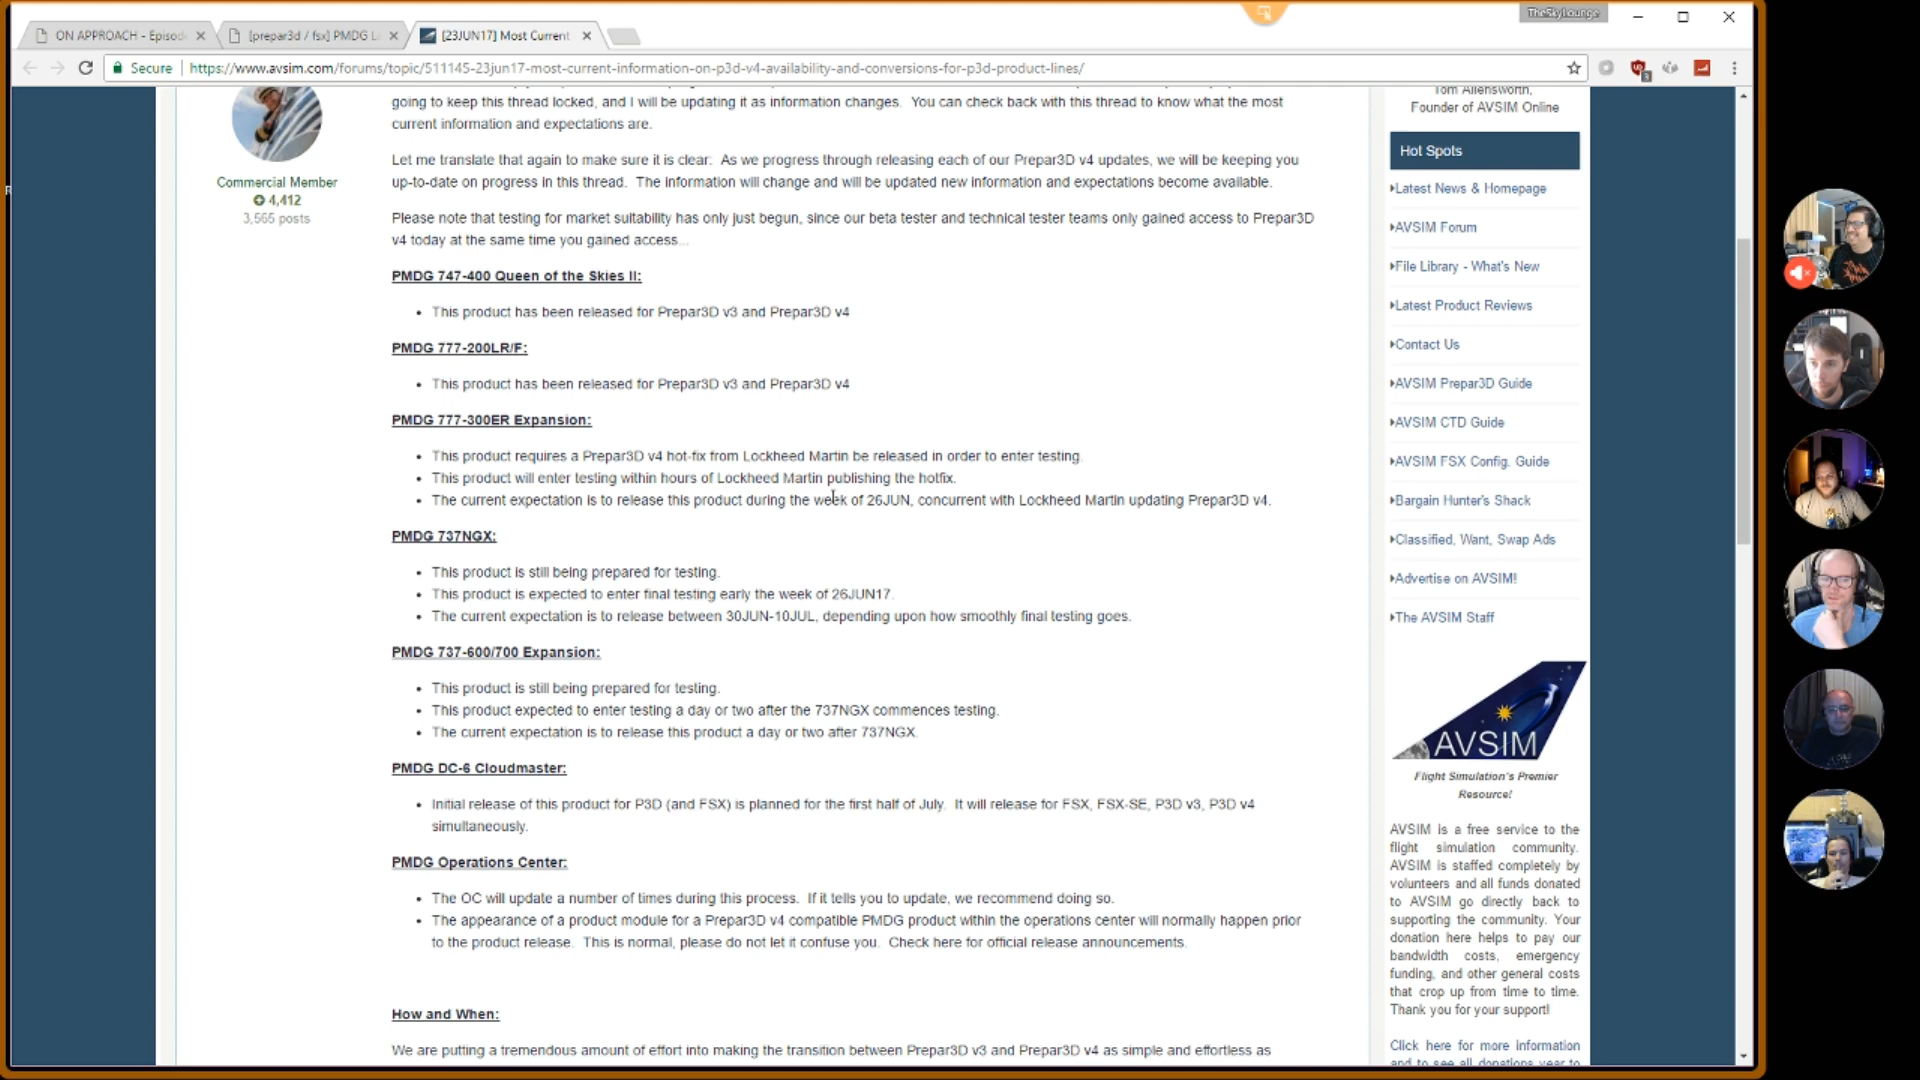 TheSkyLounge
ON APPROACH - Episod
[prepar3d / fsx] PMDG L
[23JUN17] Most Current
Secure
https://www.avsim.com/forums/topic/511145-23jun17-most-current-information-on-p3d-v4-availability-and-conversions-for-p3d-product-lines/
3
going to keep this thread locked, and I will be updating it as information changes. You can check back with this thread to know what the most
current information and expectations are.
Commercial Member
4,412
3,565 posts
Let me translate that again to make sure it is clear: As we progress through releasing each of our Prepar3D v4 updates, we will be keeping you
up-to-date on progress in this thread. The information will change and will be updated new information and expectations become available.
Please note that testing for market suitability has only just begun, since our beta tester and technical tester teams only gained access to Prepar3D
v4 today at the same time you gained access...
PMDG 747-400 Queen of the Skies II:
• This product has been released for Prepar3D v3 and Prepar3D v4
PMDG 777-200LR/F:
• This product has been released for Prepar3D v3 and Prepar3D v4
PMDG 777-300ER Expansion:
• This product requires a Prepar3D v4 hot-fix from Lockheed Martin be released in order to enter testing.
• This product will enter testing within hours of Lockheed Martin publishing the hotfix.
• The current expectation is to release this product during the week of 26JUN, concurrent with Lockheed Martin updating Prepar3D v4.
PMDG 737NGX:
• This product is still being prepared for testing.
• This product is expected to enter final testing early the week of 26JUN17.
• The current expectation is to release between 30JUN-10JUL, depending upon how smoothly final testing goes.
PMDG 737-600/700 Expansion:
• This product is still being prepared for testing.
• This product expected to enter testing a day or two after the 737NGX commences testing.
• The current expectation is to release this product a day or two after 737NGX.
PMDG DC-6 Cloudmaster:
• Initial release of this product for P3D (and FSX) is planned for the first half of July. It will release for FSX, FSX-SE, P3D v3, P3D v4
simultaneously.
PMDG Operations Center:
• The OC will update a number of times during this process. If it tells you to update, we recommend doing so.
• The appearance of a product module for a Prepar3D v4 compatible PMDG product within the operations center will normally happen prior
to the product release. This is normal, please do not let it confuse you. Check here for official release announcements.
How and When:
We are putting a tremendous amount of effort into making the transition between Prepar3D v3 and Prepar3D v4 as simple and effortless as
Tom Allensworth,
Founder of AVSIM Online
Hot Spots
Latest News & Homepage
AVSIM Forum
File Library - What's New
Latest Product Reviews
Contact Us
AVSIM Prepar3D Guide
AVSIM CTD Guide
AVSIM FSX Config. Guide
Bargain Hunter's Shack
Classified, Want, Swap Ads
Advertise on AVSIM!
The AVSIM Staff
AVSIM
Flight Simulation's Premier
Resource!
AVSIM is a free service to the
flight simulation community.
AVSIM is staffed completely by
volunteers and all funds donated
to AVSIM go directly back to
supporting the community. Your
donation here helps to pay our
bandwidth costs, emergency
funding, and other general costs
that crop up from time to time.
Thank you for your support!
Click here for more information
and to see all donations year to